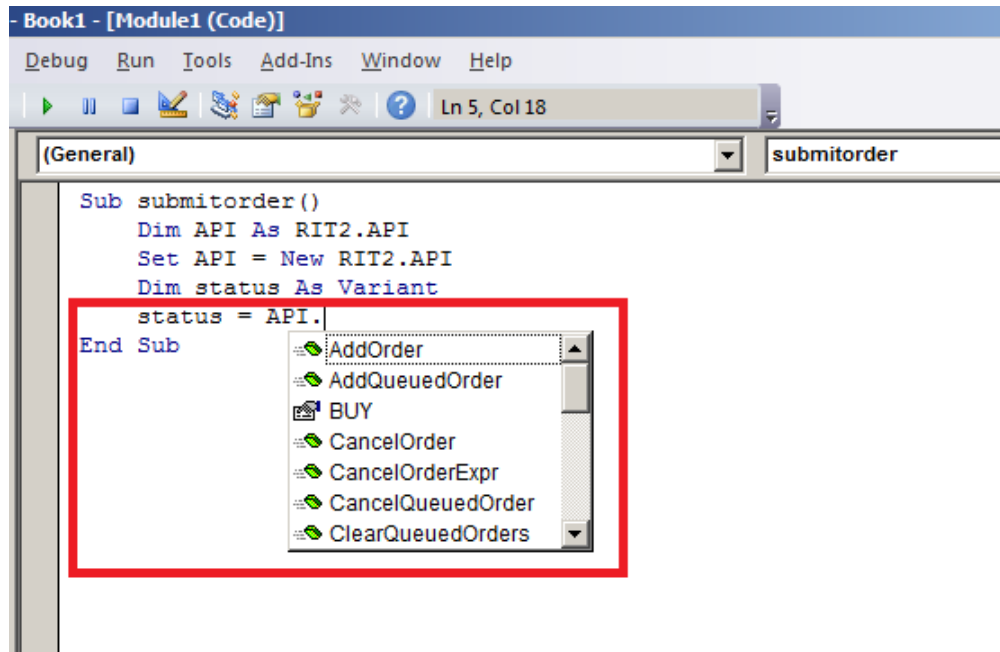 - Book1 - [Module1 (Code)]
Debug Run Tools Add-Ins Window Help
Ln 5, Col 18
(General) submitorder
Sub submitorder()
Dim API As RIT2.API
Set API = New RIT2.API
Dim status As Variant
status = API.
End Sub
AddOrder
AddQueuedOrder
BUY
CancelOrder
CancelOrderExpr
CancelQueuedOrder
ClearQueuedOrders